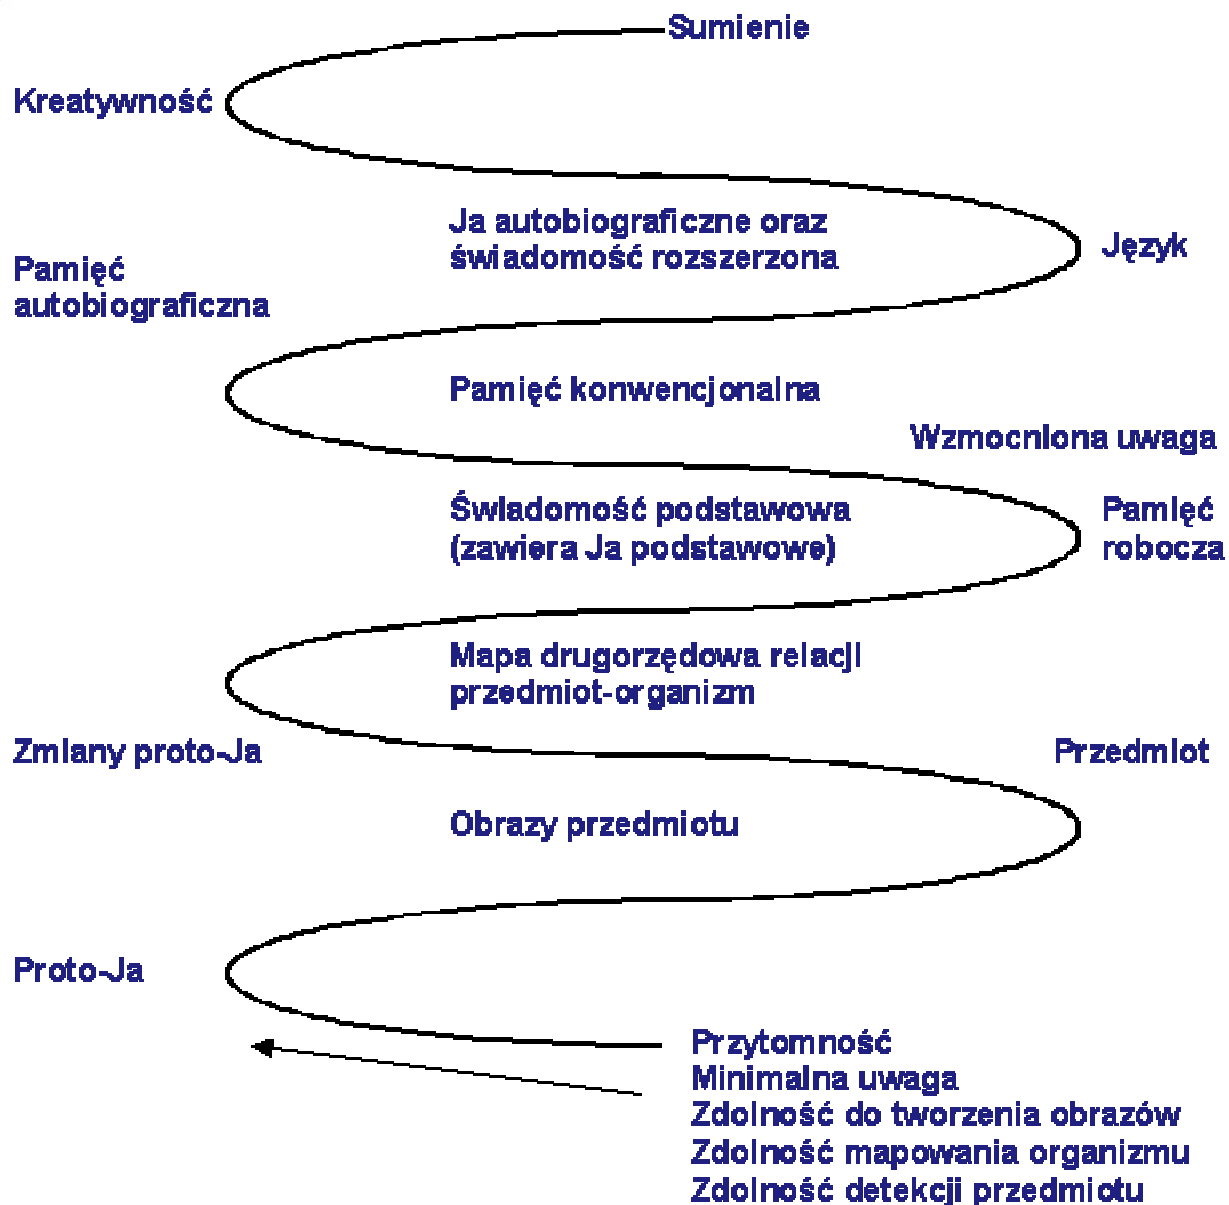 Sumienie
Kreatywność
Ja autobiograficzne oraz
świadomość rozszerzona
Język
Pamięć
autobiograficzna
Pamięć konwencjonalna
Wzmocniona uwaga
Świadomość podstawowa
(zawiera Ja podstawowe)
Pamięć
robocza
Mapa drugorzędowa relacji
przedmiot-organizm
Zmiany proto-Ja
Przedmiot
Obrazy przedmiotu
Proto-Ja
Przytomność
Minimalna uwaga
Zdolność do tworzenia obrazów
Zdolność mapowania organizmu
Zdolność detekcji przedmiotu